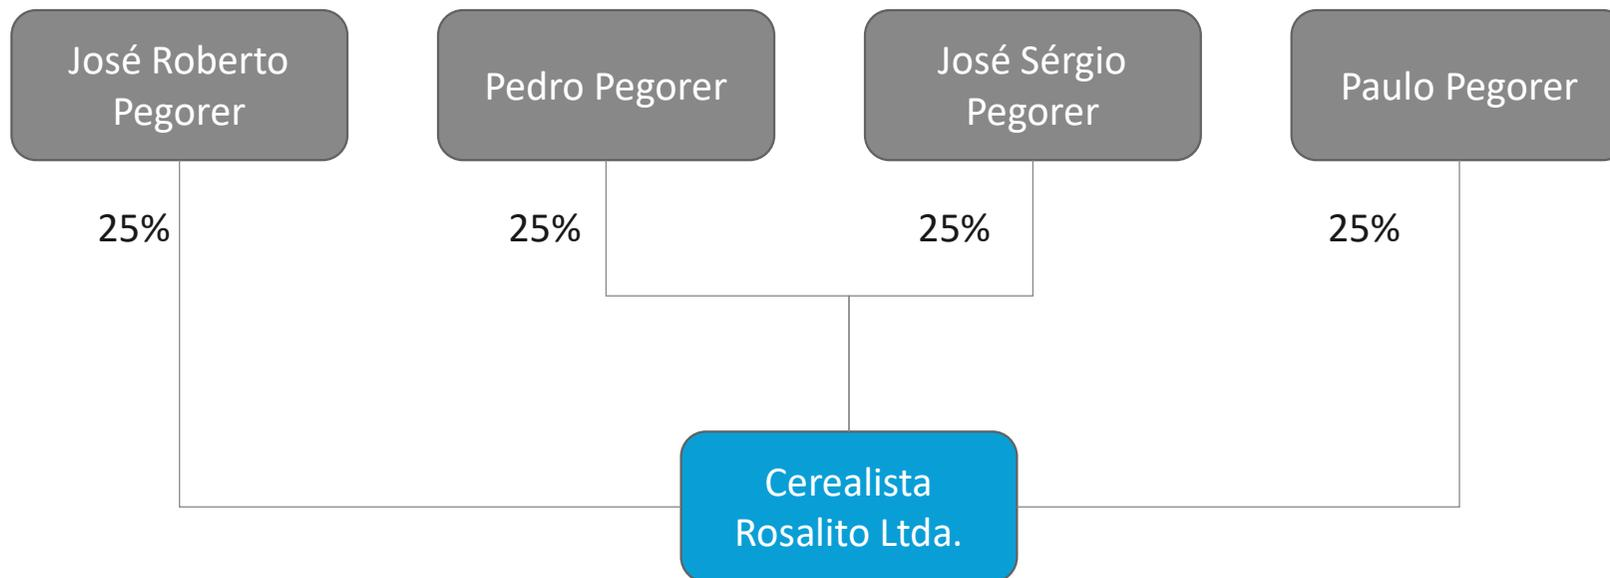 José Roberto
Pegorer
Pedro Pegorer
José Sérgio
Pegorer
Paulo Pegorer
25%
25%
25%
25%
Cerealista
Rosalito Ltda.